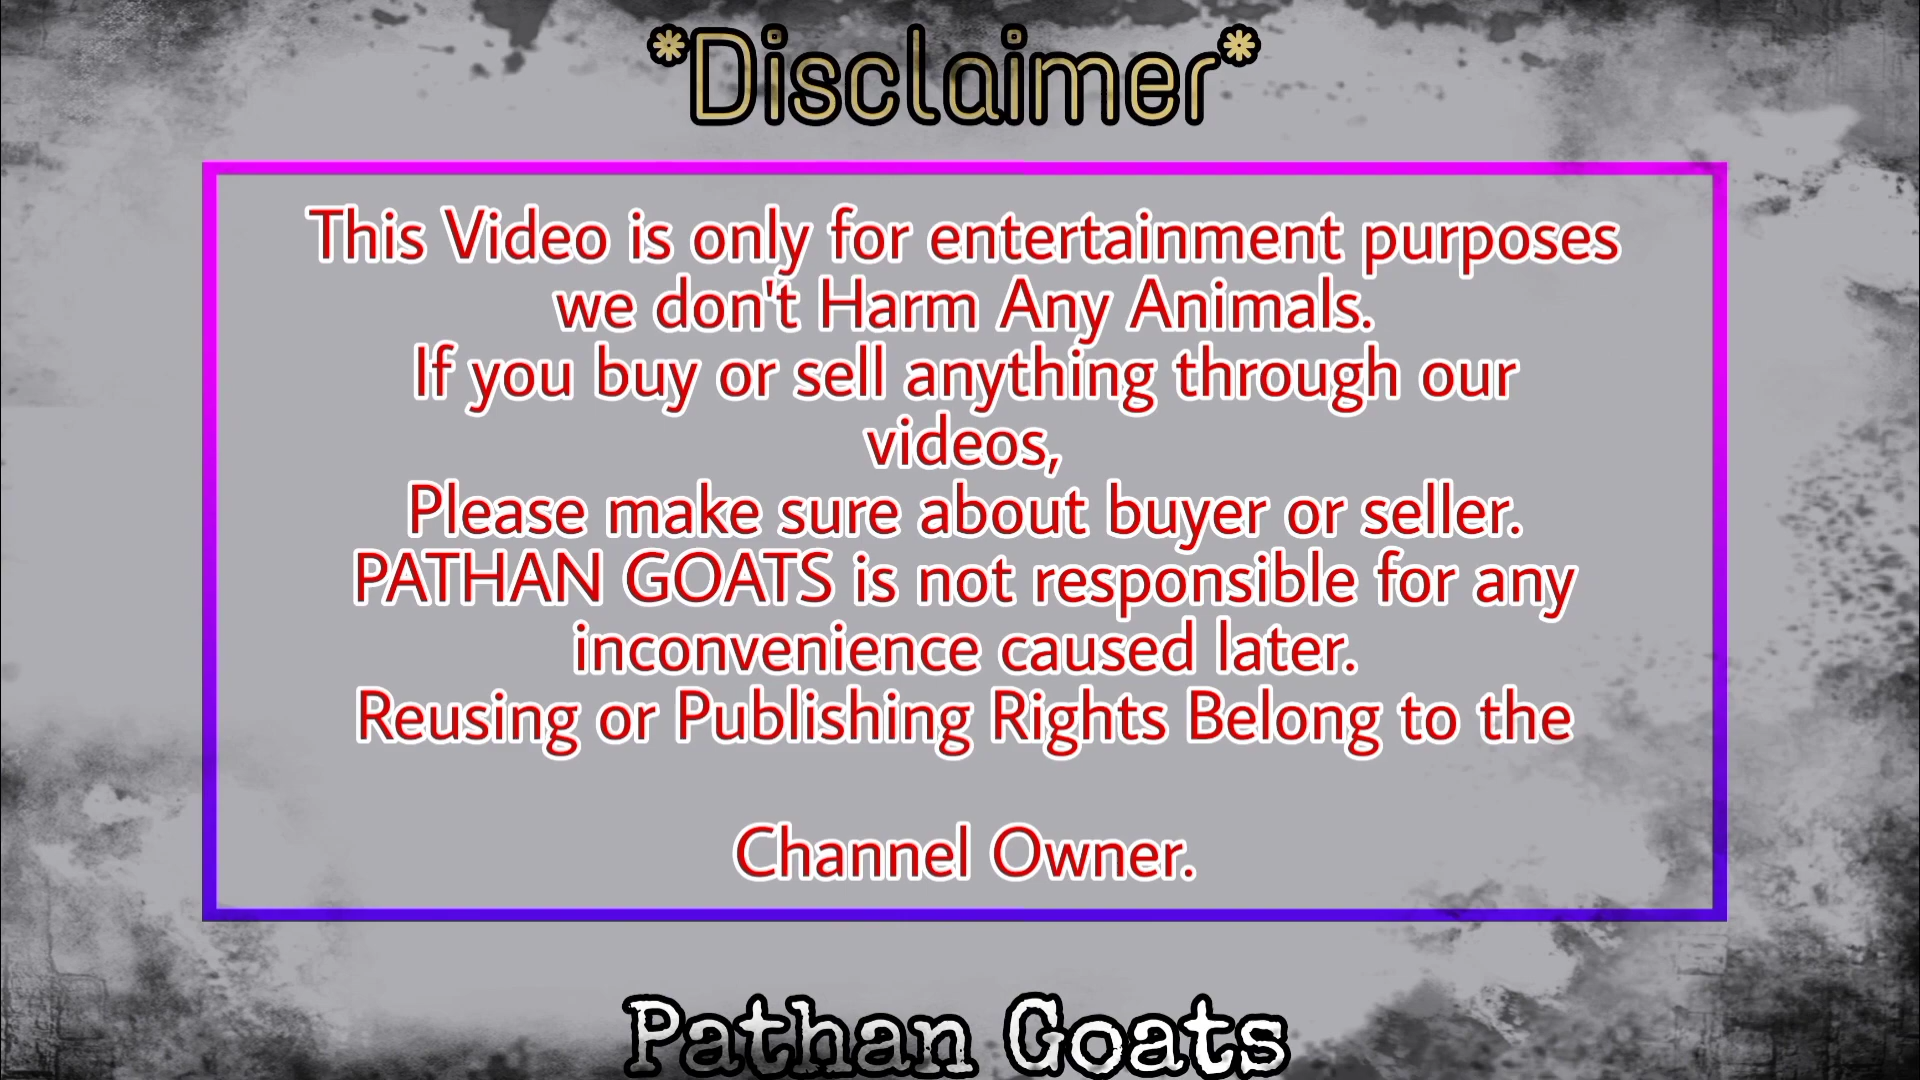 *Disclaimer*
This Video is only for entertainment purposes
we don't Harm Any Animals.
If you buy or sell anything through our
videos,
Please make sure about buyer or seller.
PATHAN GOATS is not responsible for any
inconvenience caused later.
Reusing or Publishing Rights Belong to the
Channel Owner.
Pathan Goats